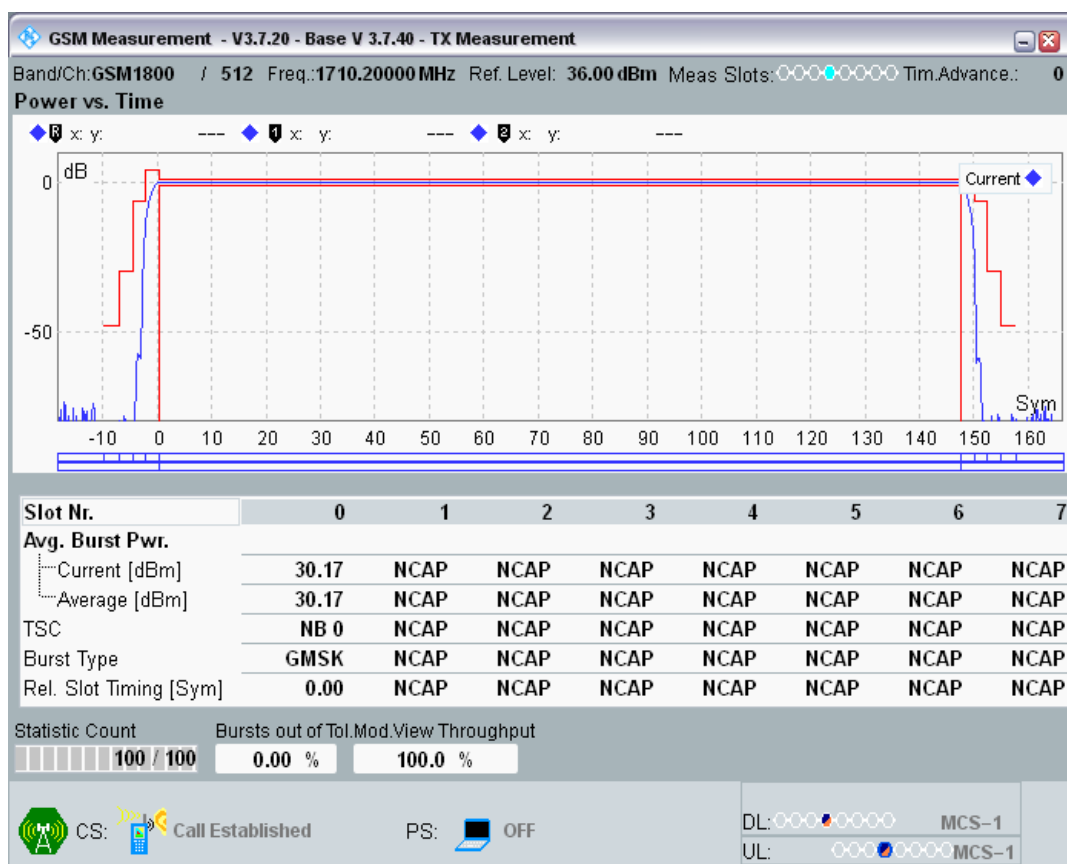 GSM Measurement - V3.7.20 - Base V 3.7.40 - TX Measurement
Band/Ch:GSM1800 / 512 Freq.:1710.20000 MHz Ref. Level: 36.00 dBm Meas Slots: Tim.Advance.: 0
Power vs. Time
R x: y: --- 1 x: y: --- 2 x: y: ---
dB
Current
0
-50
Sym
-10 0 10 20 30 40 50 60 70 80 90 100 110 120 130 140 150 160
Slot Nr. 0 1 2 3 4 5 6 7
Avg. Burst Pwr.
Current [dBm] 30.17 NCAP NCAP NCAP NCAP NCAP NCAP NCAP
Average [dBm] 30.17 NCAP NCAP NCAP NCAP NCAP NCAP NCAP
TSC NB 0 NCAP NCAP NCAP NCAP NCAP NCAP NCAP
Burst Type GMSK NCAP NCAP NCAP NCAP NCAP NCAP NCAP
Rel. Slot Timing [Sym] 0.00 NCAP NCAP NCAP NCAP NCAP NCAP NCAP
Statistic Count Bursts out of Tol.Mod.View Throughput
100 / 100 0.00 % 100.0 %
CS: Call Established PS: OFF
DL: MCS-1
UL: MCS-1